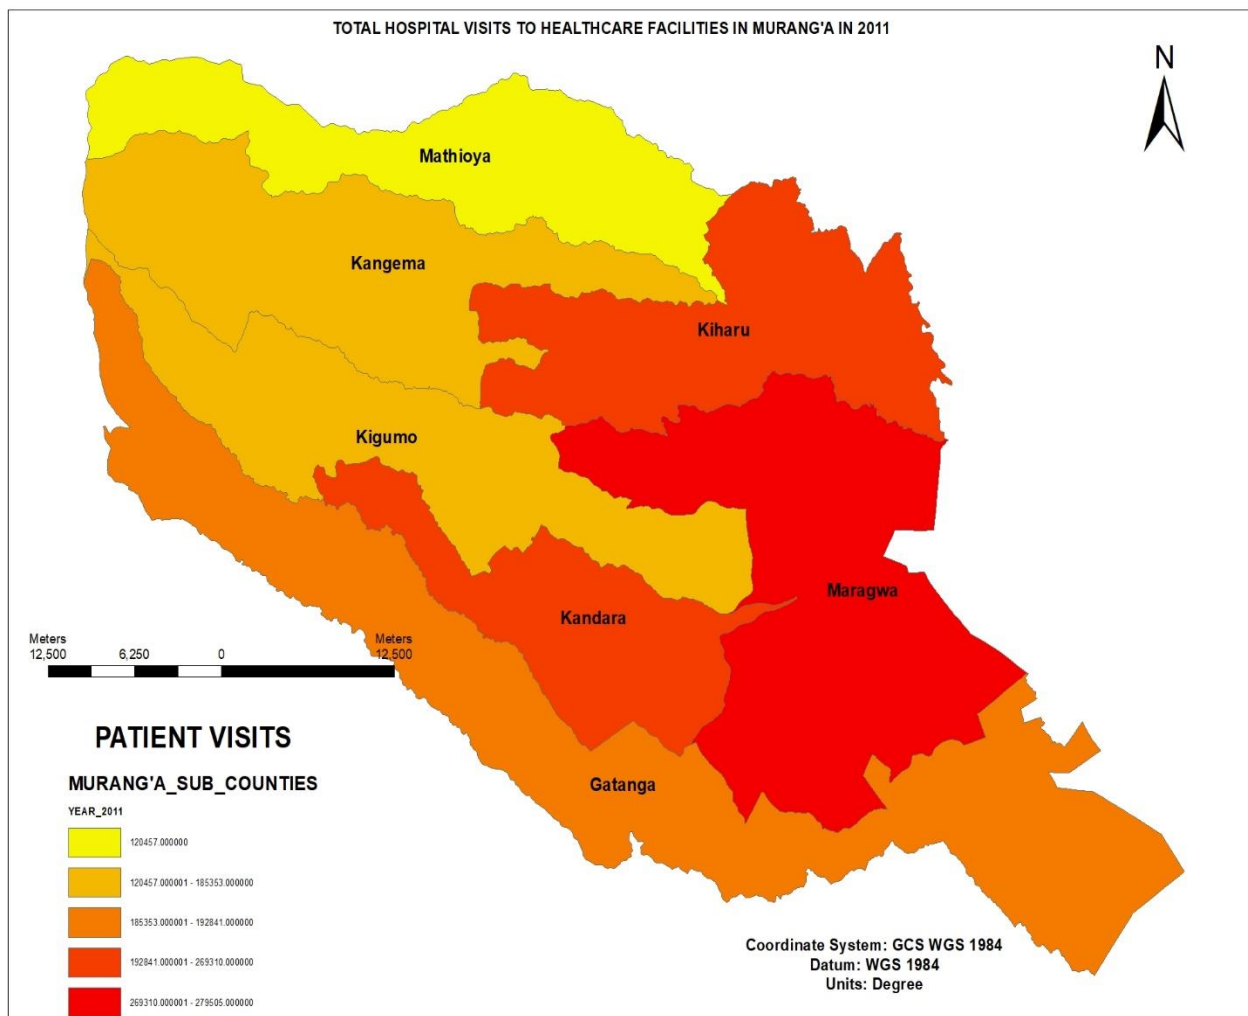 TOTAL HOSPITAL VISITS TO HEALTHCARE FACILITIES IN MURANG'A IN 2011
N
Mathioya
Kangema
Kiharu
Kigumo
Maragwa
Kandara
Meters Meters
12,500 6,250 0 12,500
PATIENT VISITS
Gatanga
MURANG'A_SUB_COUNTIES
YEAR_2011
120457.000000
120457.000001 - 185353.000000
185353.000001 - 192841.000000
192841.000001 - 269310.000000
269310.000001 - 279505.000000
Coordinate System: GCS WGS 1984
Datum: WGS 1984
Units: Degree